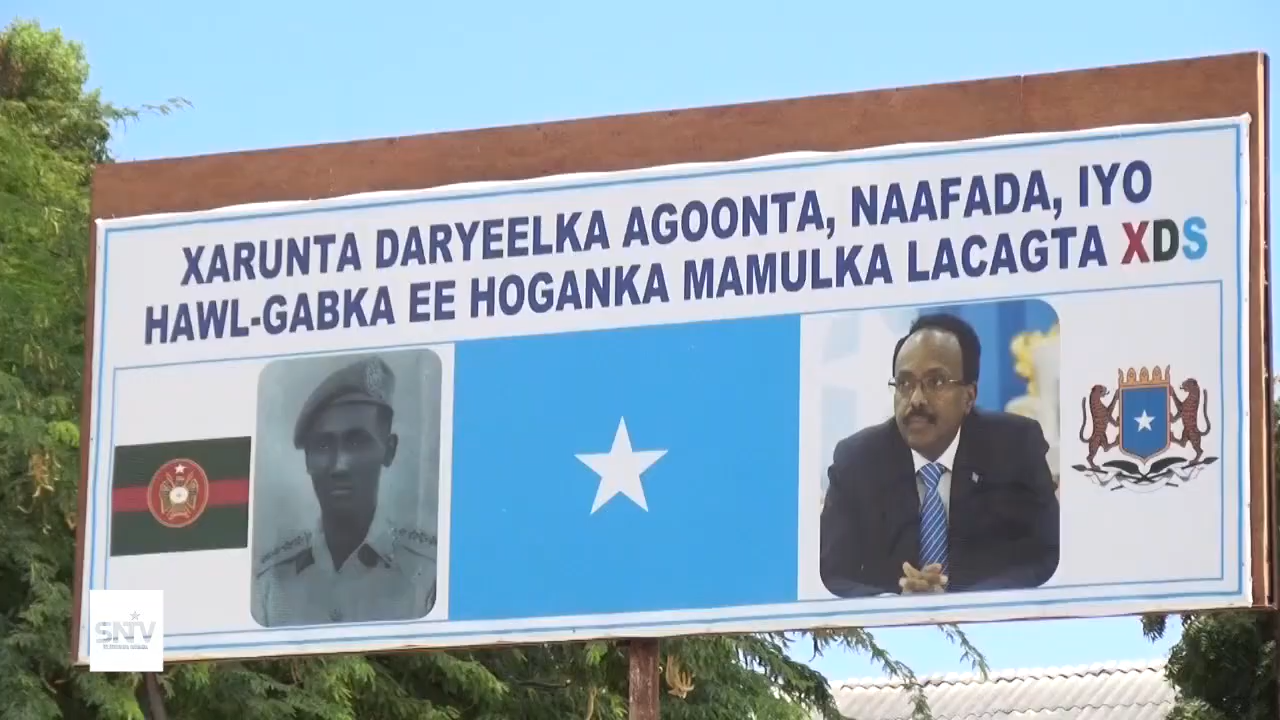 XARUNTA DARYEELKA AGOONTA, NAAFADA, IYO
HAWL-GABKA EE HOGANKA MAMULKA LACAGTA XDS
SNTV